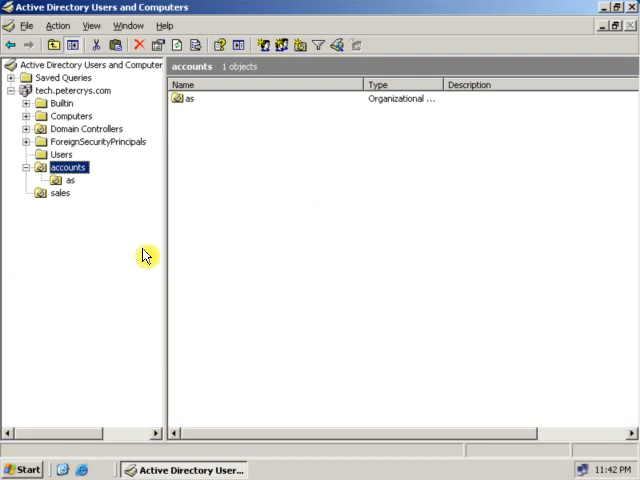 Active Directory Users and Computers
File Action View Window Help
Active Directory Users and Computer
Saved Queries
tech.petercrys.com
Builtin
Computers
Domain Controllers
ForeignSecurityPrincipals
Users
accounts
as
sales
accounts 1 objects
Name Type Description
as Organizational ...
Start Active Directory User... 11:42 PM